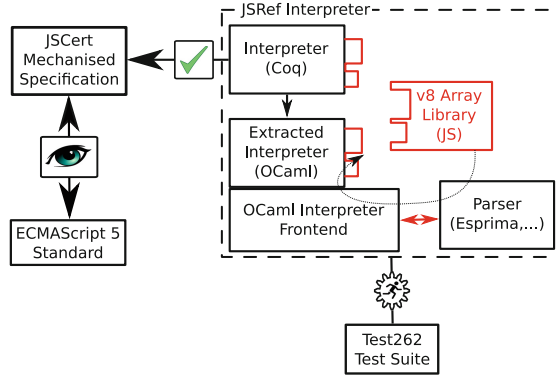 JSRef Interpreter
JSCert
Mechanised
Specification
Interpreter
(Coq)
v8 Array
Library
(JS)
Extracted
Interpreter
(OCaml)
OCaml Interpreter
Frontend
Parser
(Esprima,...)
ECMAScript 5
Standard
Test262
Test Suite